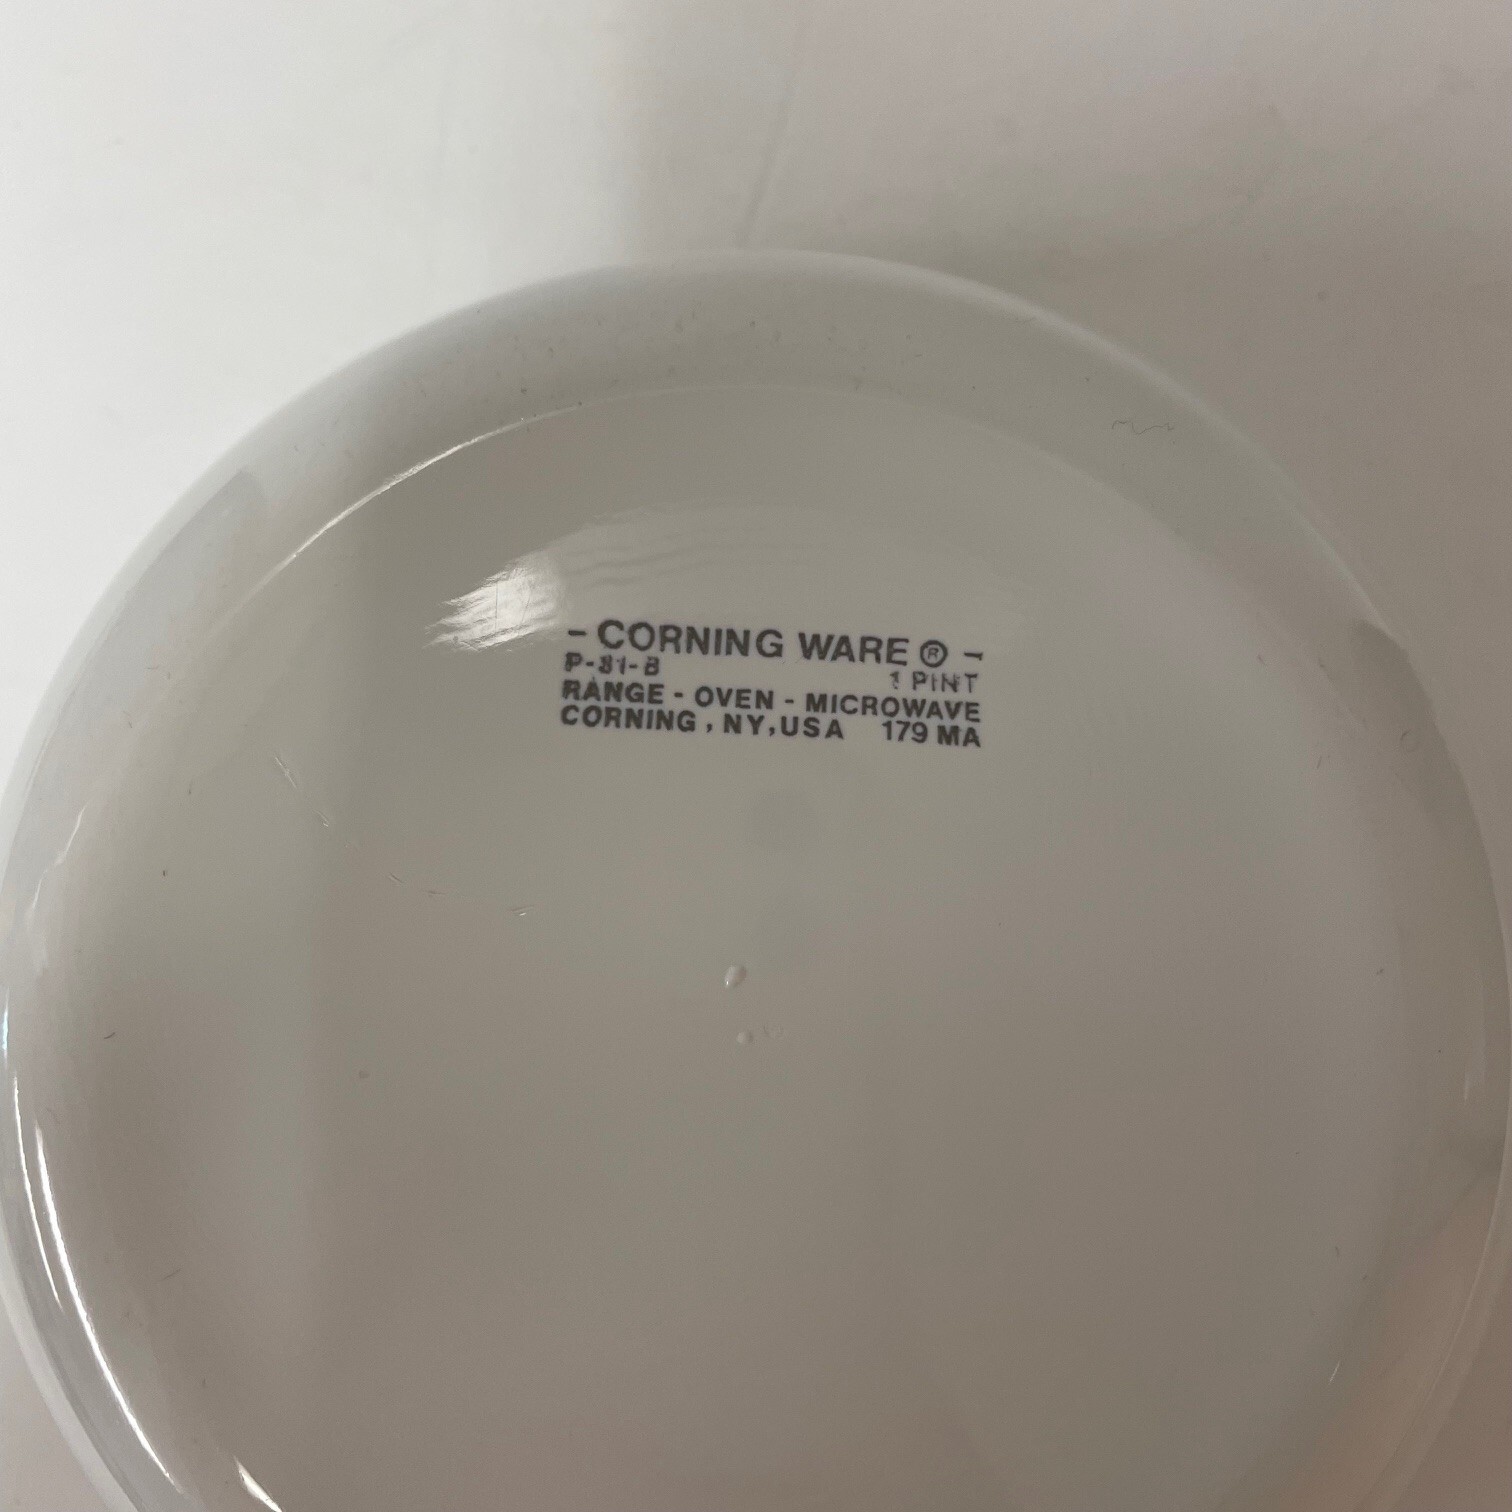 - CORNING WARE ® -
P-81-B 1 PINT
RANGE - OVEN - MICROWAVE
CORNING, NY, USA 179 MA